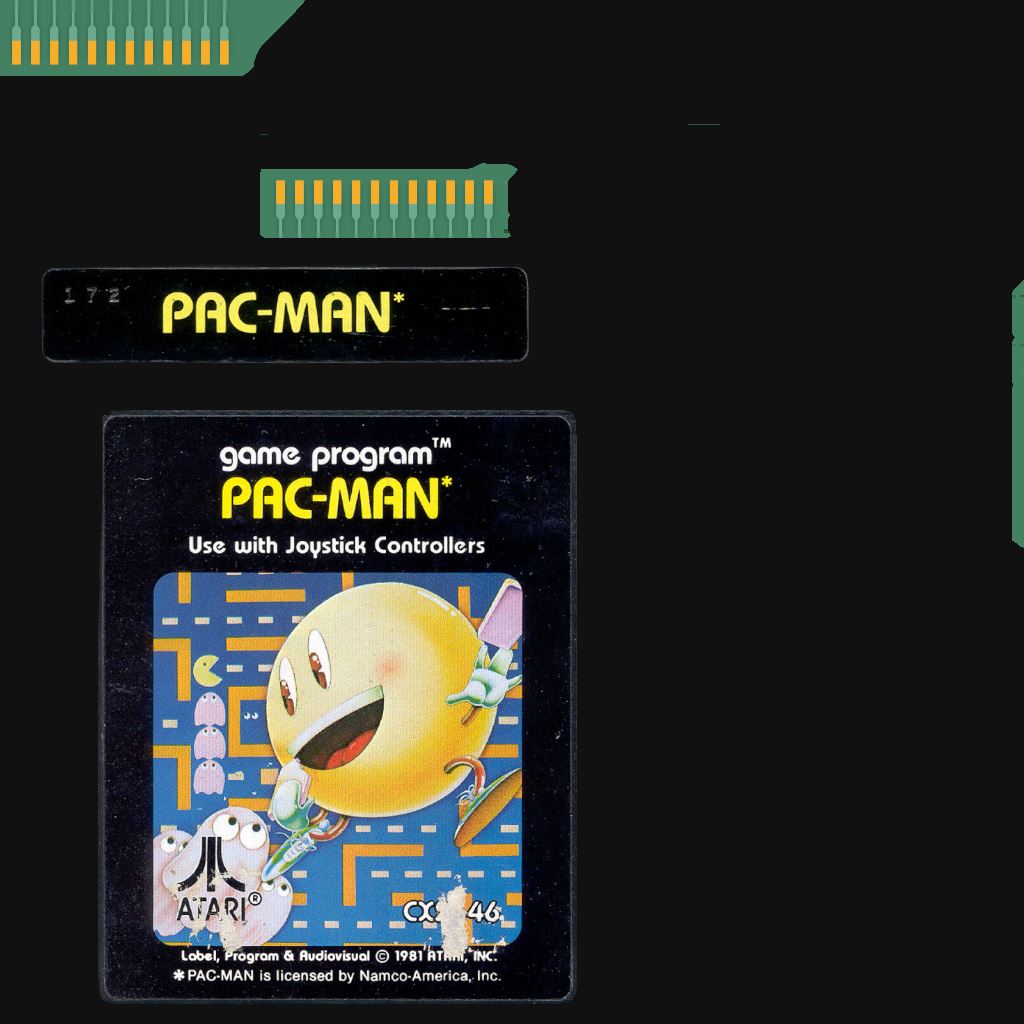 1 7 2
PAC-MAN*
game program™
PAC-MAN*
Use with Joystick Controllers
ATARI®
46
Label, Program & Audiovisual © 1981 ATARI, INC.
*PAC-MAN is licensed by Namco-America, Inc.